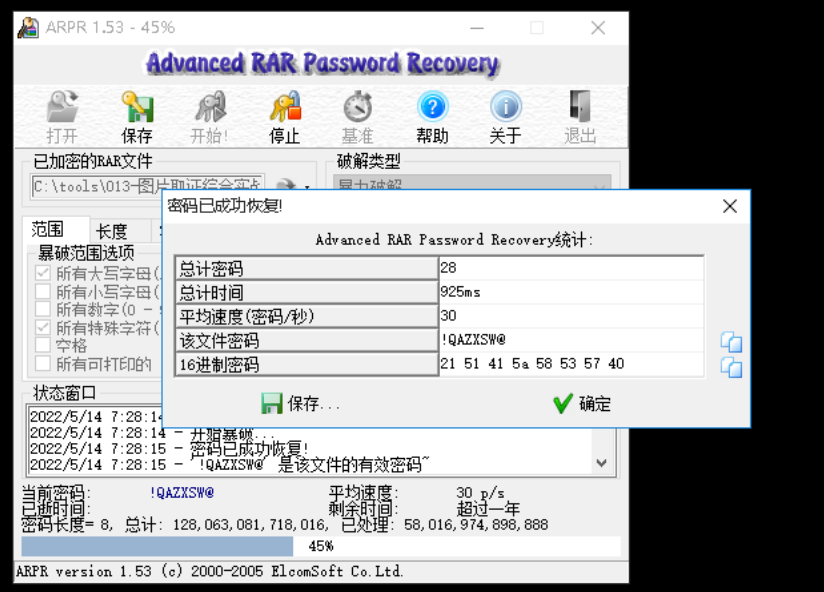 ARPR 1.53 - 45%
Advanced RAR Password Recovery
打开 保存 开始! 停止 基准 帮助 关于 退出
已加密的RAR文件 破解类型
C:\tools\013-图片取证综合实战
暴力破解
密码已成功恢复!
Advanced RAR Password Recovery统计:
总计密码 28
总计时间 925ms
平均速度(密码/秒) 30
该文件密码 !QAZXSW@
16进制密码 21 51 41 5a 58 53 57 40
保存... 确定
范围 长度
暴破范围选项
所有大写字母(
所有小写字母(
所有数字(0 -
所有特殊字符(
空格
所有可打印的
状态窗口
2022/5/14 7:28:14
2022/5/14 7:28:14 - 开始暴破...
2022/5/14 7:28:15 - 密码已成功恢复!
2022/5/14 7:28:15 - '!QAZXSW@' 是该文件的有效密码~
当前密码: !QAZXSW@ 平均速度: 30 p/s
已逝时间: 剩余时间: 超过一年
密码长度= 8, 总计: 128,063,081,718,016, 已处理: 58,016,974,898,888
45%
ARPR version 1.53 (c) 2000-2005 ElcomSoft Co.Ltd.